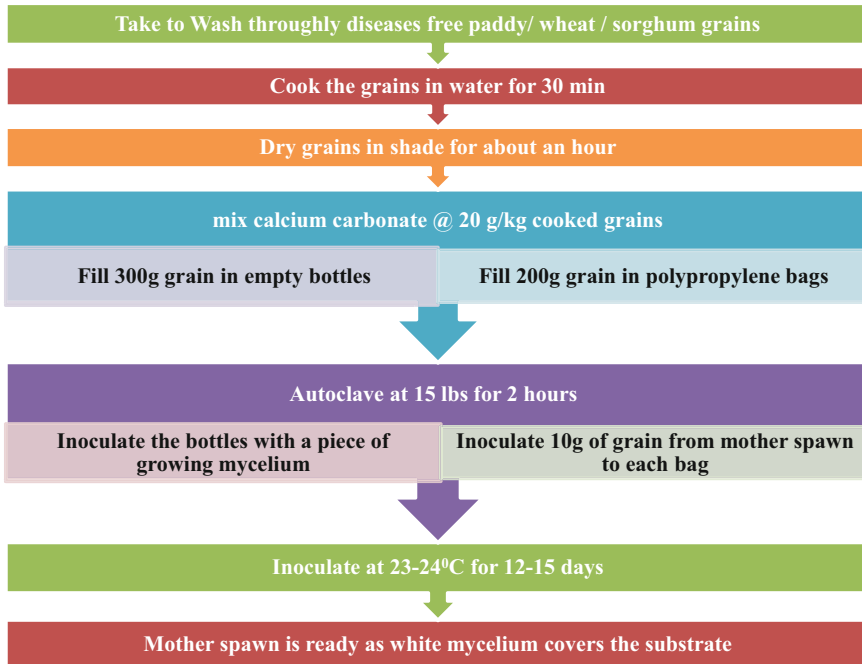 Take to Wash throughly diseases free paddy/ wheat / sorghum grains
Cook the grains in water for 30 min
Dry grains in shade for about an hour
mix calcium carbonate @ 20 g/kg cooked grains
Fill 300g grain in empty bottles
Fill 200g grain in polypropylene bags
Autoclave at 15 lbs for 2 hours
Inoculate the bottles with a piece of
growing mycelium
Inoculate 10g of grain from mother spawn
to each bag
Inoculate at 23-24⁰C for 12-15 days
Mother spawn is ready as white mycelium covers the substrate